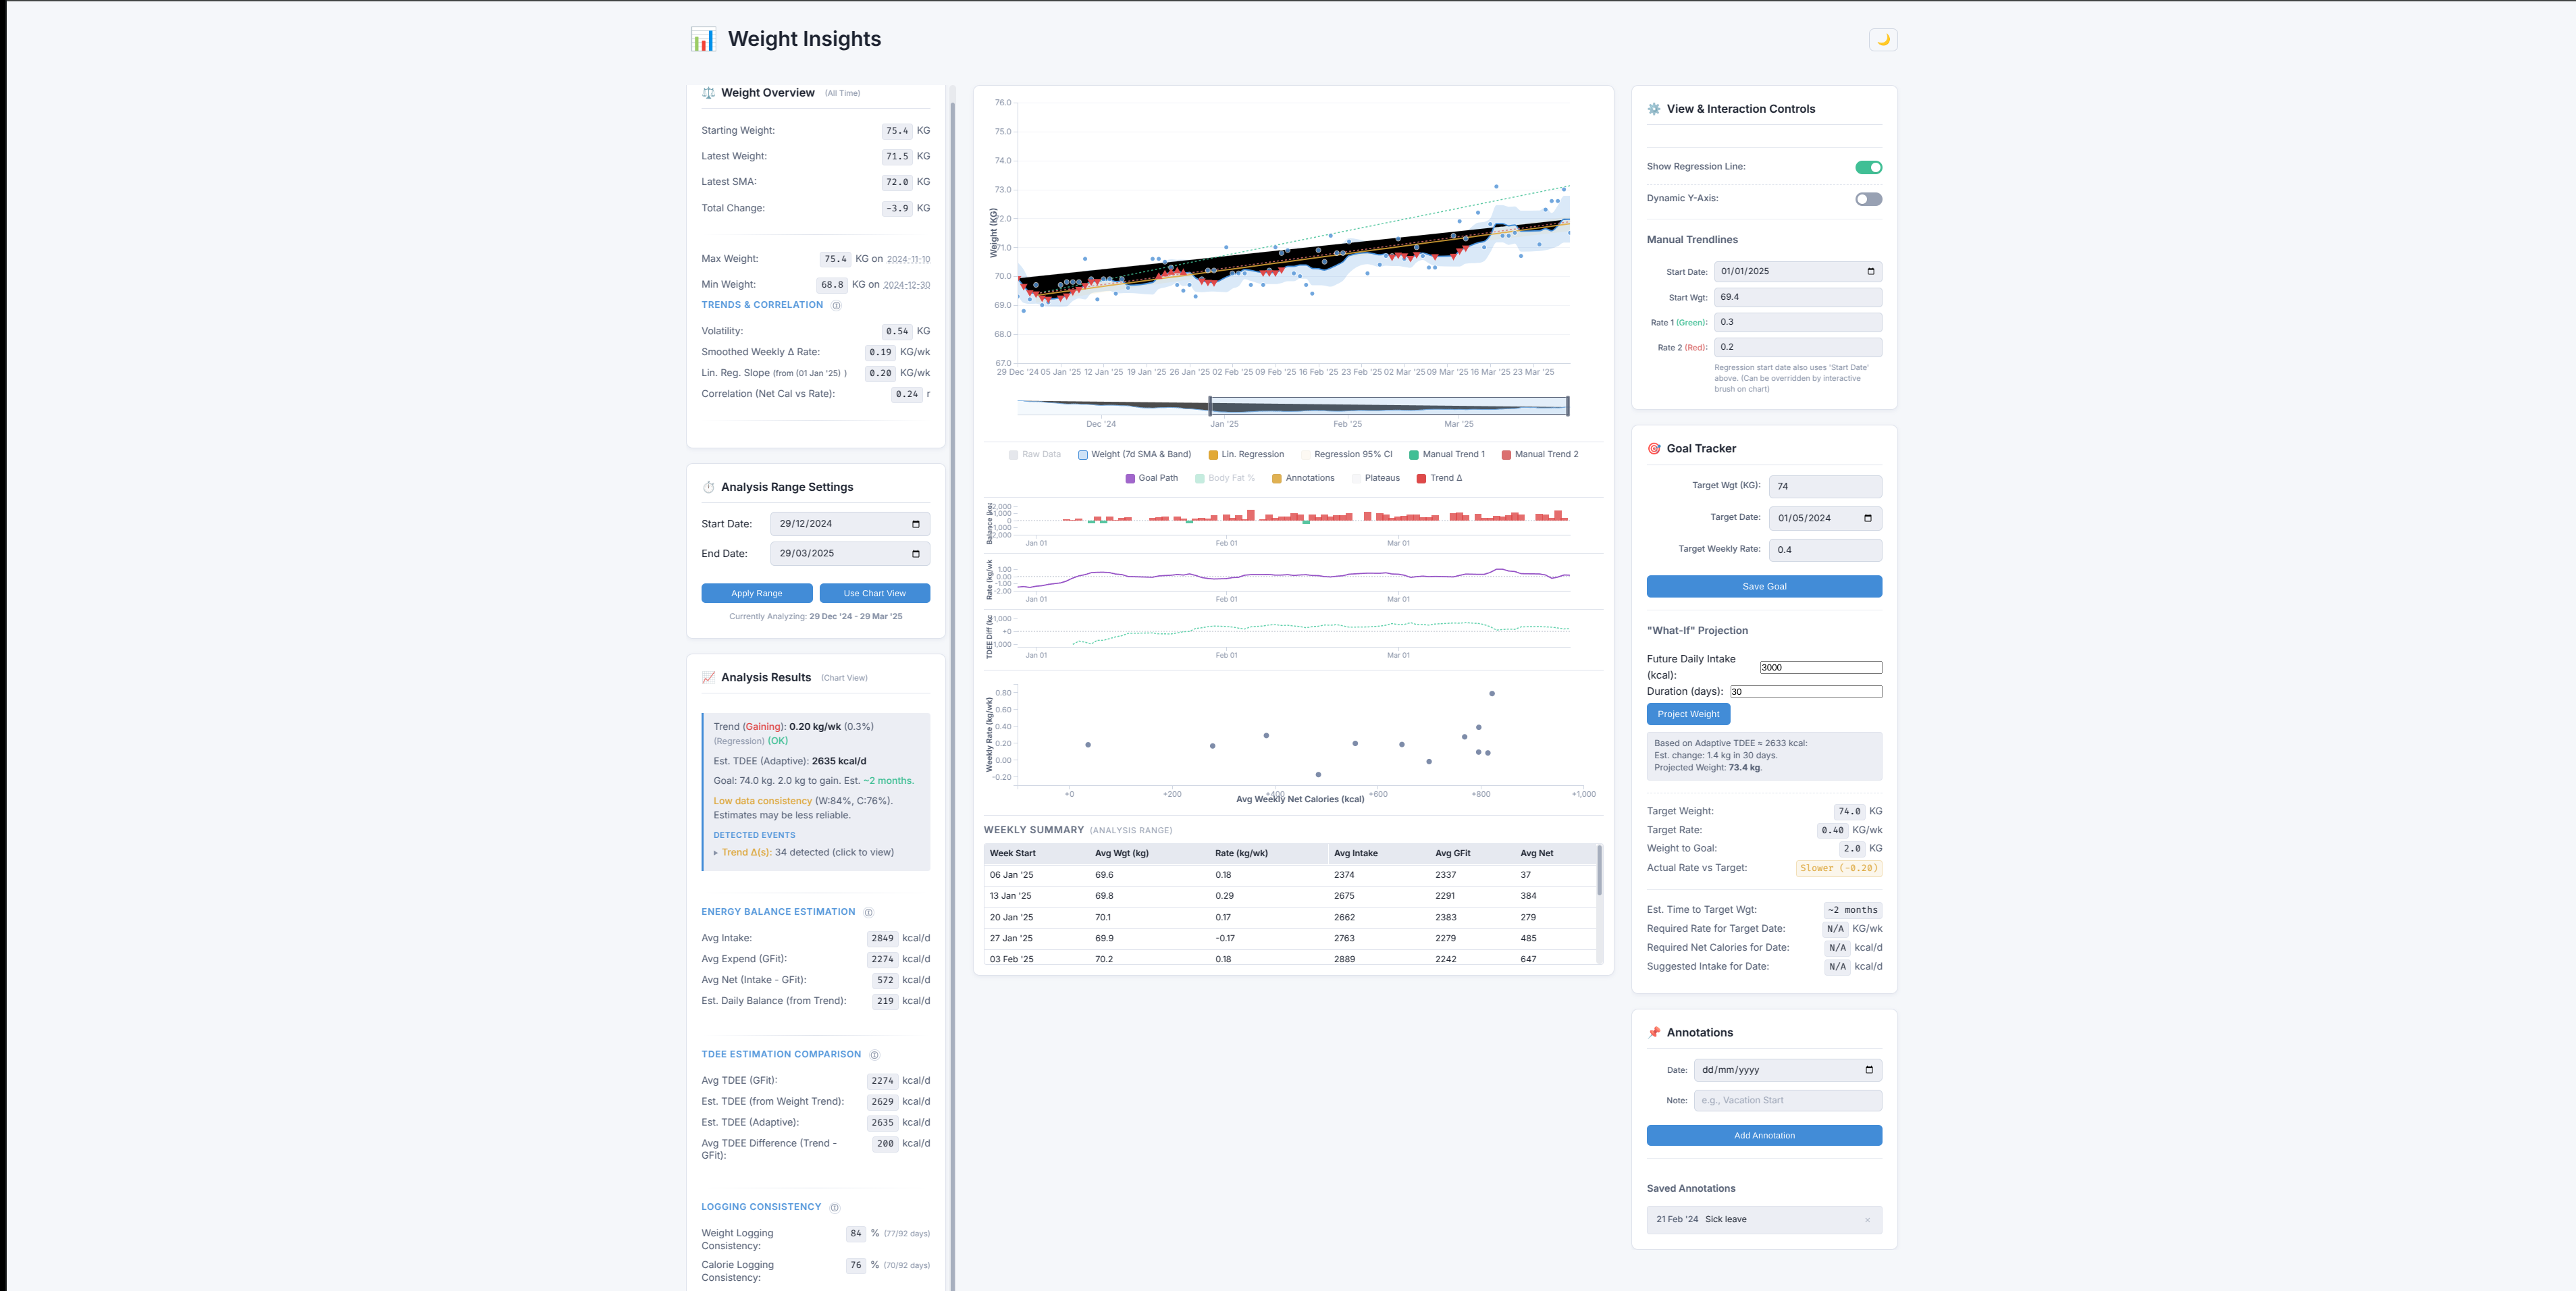 Weight Insights
Weight Overview (All Time)
Starting Weight: 75.4 KG
Latest Weight: 71.5 KG
Latest SMA: 72.0 KG
Total Change: -3.9 KG
Max Weight: 75.4 KG on 2024-11-10
Min Weight: 68.8 KG on 2024-12-30
TRENDS & CORRELATION
Volatility: 0.54 KG
Smoothed Weekly Δ Rate: 0.19 KG/wk
Lin. Reg. Slope (from (01 Jan '25) ) 0.20 KG/wk
Correlation (Net Cal vs Rate): 0.24 r
Analysis Range Settings
Start Date: 29/12/2024
End Date: 29/03/2025
Apply Range Use Chart View
Currently Analyzing: 29 Dec '24 - 29 Mar '25
Analysis Results (Chart View)
Trend (Gaining): 0.20 kg/wk (0.3%)
(Regression) (OK)
Est. TDEE (Adaptive): 2635 kcal/d
Goal: 74.0 kg. 2.0 kg to gain. Est. ~2 months.
Low data consistency (W:84%, C:76%).
Estimates may be less reliable.
DETECTED EVENTS
▸ Trend Δ(s): 34 detected (click to view)
ENERGY BALANCE ESTIMATION
Avg Intake: 2849 kcal/d
Avg Expend (GFit): 2274 kcal/d
Avg Net (Intake - GFit): 572 kcal/d
Est. Daily Balance (from Trend): 219 kcal/d
TDEE ESTIMATION COMPARISON
Avg TDEE (GFit): 2274 kcal/d
Est. TDEE (from Weight Trend): 2629 kcal/d
Est. TDEE (Adaptive): 2635 kcal/d
Avg TDEE Difference (Trend - 200 kcal/d
GFit):
LOGGING CONSISTENCY
Weight Logging 84 % (77/92 days)
Consistency:
Calorie Logging 76 % (70/92 days)
Consistency:
Weight (KG)
76.0
75.0
74.0
73.0
72.0
71.0
70.0
69.0
68.0
67.0
29 Dec '24 05 Jan '25 12 Jan '25 19 Jan '25 26 Jan '25 02 Feb '25 09 Feb '25 16 Feb '25 23 Feb '25 02 Mar '25 09 Mar '25 16 Mar '25 23 Mar '25
Dec '24 Jan '25 Feb '25 Mar '25
Raw Data Weight (7d SMA & Band) Lin. Regression Regression 95% CI Manual Trend 1 Manual Trend 2
Goal Path Body Fat % Annotations Plateaus Trend Δ
Jan 01 Feb 01 Mar 01
Rate (kg/wk
1.00
0.00
-1.00
-2.00
Jan 01 Feb 01 Mar 01
TDEE Diff (kc
+0
Jan 01 Feb 01 Mar 01
Weekly Rate (kg/wk)
0.80
0.60
0.40
0.20
0.00
-0.20
+0 +200 +400 +600 +800 +1,000
Avg Weekly Net Calories (kcal)
WEEKLY SUMMARY (ANALYSIS RANGE)
Week Start Avg Wgt (kg) Rate (kg/wk) Avg Intake Avg GFit Avg Net
06 Jan '25 69.6 0.18 2374 2337 37
13 Jan '25 69.8 0.29 2675 2291 384
20 Jan '25 70.1 0.17 2662 2383 279
27 Jan '25 69.9 -0.17 2763 2279 485
03 Feb '25 70.2 0.18 2889 2242 647
View & Interaction Controls
Show Regression Line:
Dynamic Y-Axis:
Manual Trendlines
Start Date: 01/01/2025
Start Wgt: 69.4
Rate 1 (Green): 0.3
Rate 2 (Red): 0.2
Regression start date also uses 'Start Date'
above. (Can be overridden by interactive
brush on chart)
Goal Tracker
Target Wgt (KG): 74
Target Date: 01/05/2024
Target Weekly Rate: 0.4
Save Goal
"What-If" Projection
Future Daily Intake 3000
(kcal):
Duration (days): 30
Project Weight
Based on Adaptive TDEE ≈ 2633 kcal:
Est. change: 1.4 kg in 30 days.
Projected Weight: 73.4 kg.
Target Weight: 74.0 KG
Target Rate: 0.40 KG/wk
Weight to Goal: 2.0 KG
Actual Rate vs Target: Slower (-0.20)
Est. Time to Target Wgt: ~2 months
Required Rate for Target Date: N/A KG/wk
Required Net Calories for Date: N/A kcal/d
Suggested Intake for Date: N/A kcal/d
Annotations
Date: dd/mm/yyyy
Note: e.g., Vacation Start
Add Annotation
Saved Annotations
21 Feb '24 Sick leave ×